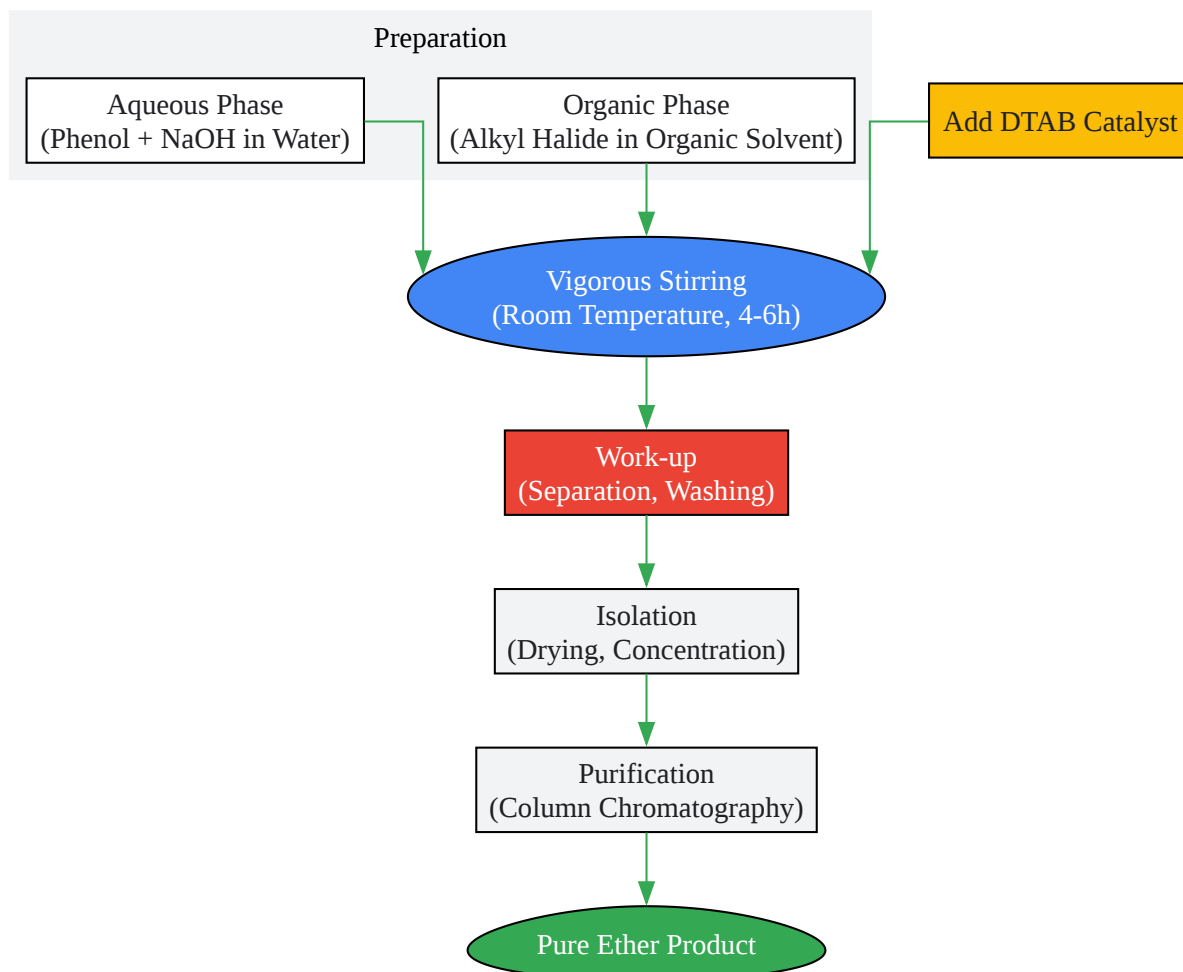 Preparation
Aqueous Phase
(Phenol + NaOH in Water)
Organic Phase
(Alkyl Halide in Organic Solvent)
Add DTAB Catalyst
Vigorous Stirring
(Room Temperature, 4-6h)
Work-up
(Separation, Washing)
Isolation
(Drying, Concentration)
Purification
(Column Chromatography)
Pure Ether Product